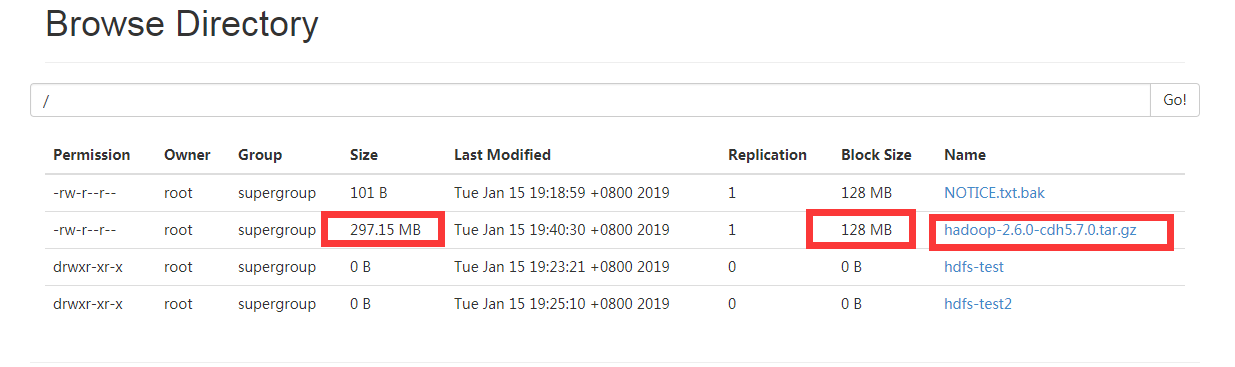 Browse Directory
/ Go!
Permission Owner Group Size Last Modified Replication Block Size Name
-rw-r--r-- root supergroup 101 B Tue Jan 15 19:18:59 +0800 2019 1 128 MB NOTICE.txt.bak
-rw-r--r-- root supergroup 297.15 MB Tue Jan 15 19:40:30 +0800 2019 1 128 MB hadoop-2.6.0-cdh5.7.0.tar.gz
drwxr-xr-x root supergroup 0 B Tue Jan 15 19:23:21 +0800 2019 0 0 B hdfs-test
drwxr-xr-x root supergroup 0 B Tue Jan 15 19:25:10 +0800 2019 0 0 B hdfs-test2